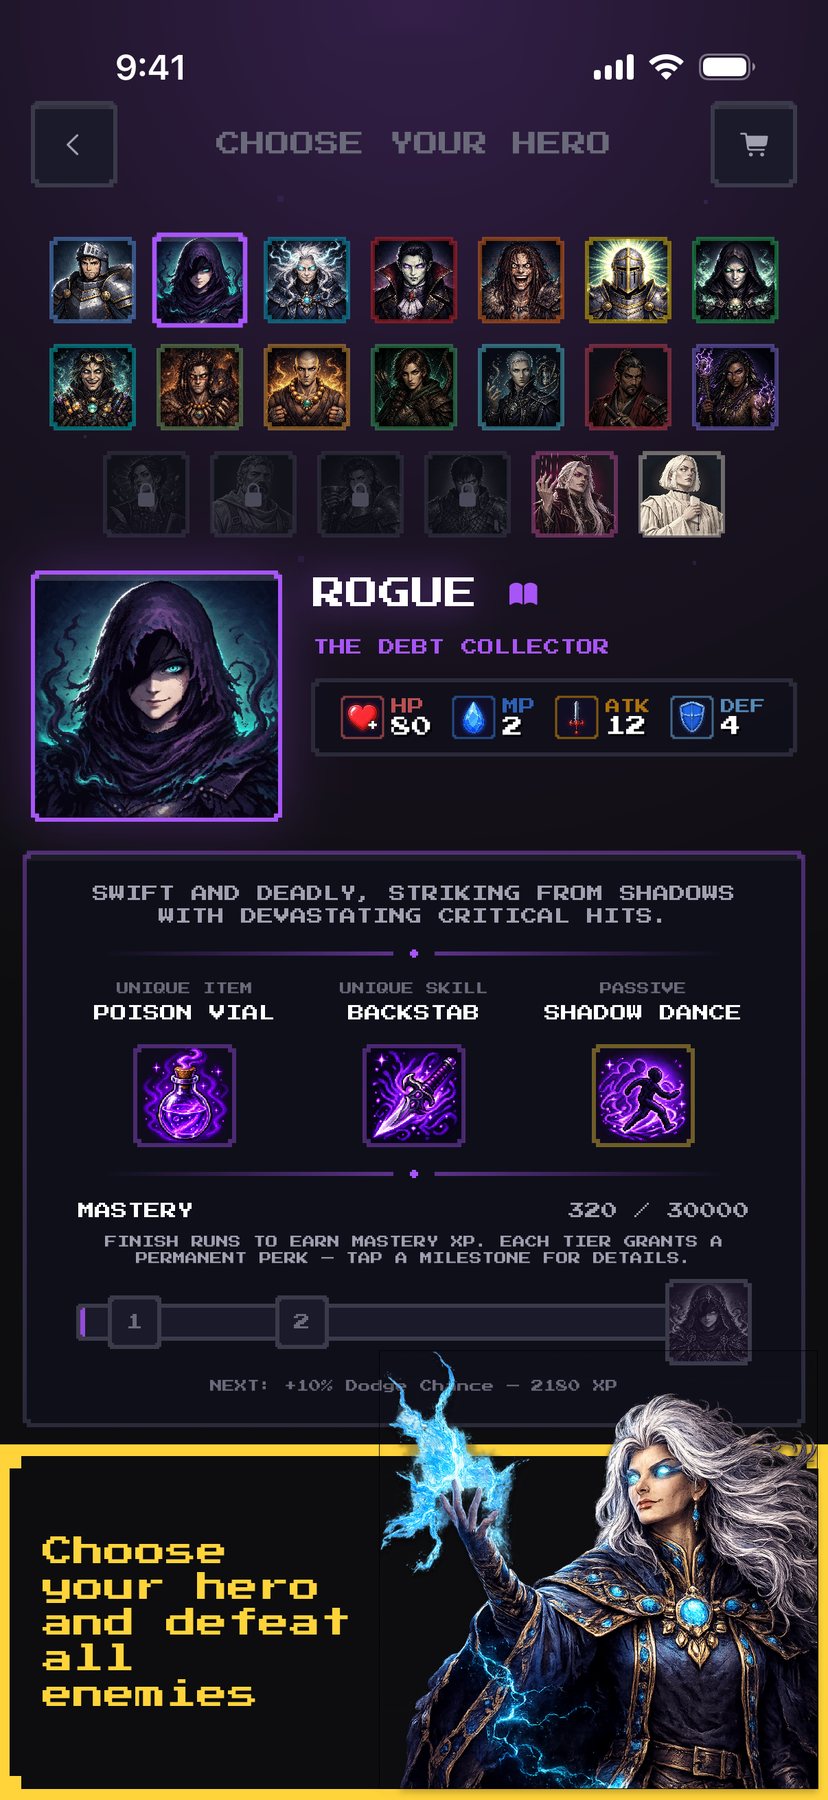 9:41
CHOOSE YOUR HERO
ROGUE
THE DEBT COLLECTOR
HP 80 MP 2 ATK 12 DEF 4
SWIFT AND DEADLY, STRIKING FROM SHADOWS
WITH DEVASTATING CRITICAL HITS.
UNIQUE ITEM UNIQUE SKILL PASSIVE
POISON VIAL BACKSTAB SHADOW DANCE
MASTERY 320 / 30000
FINISH RUNS TO EARN MASTERY XP. EACH TIER GRANTS A
PERMANENT PERK — TAP A MILESTONE FOR DETAILS.
1 2
NEXT: +10% Dodge Chance — 2180 XP
Choose
your hero
and defeat
all
enemies